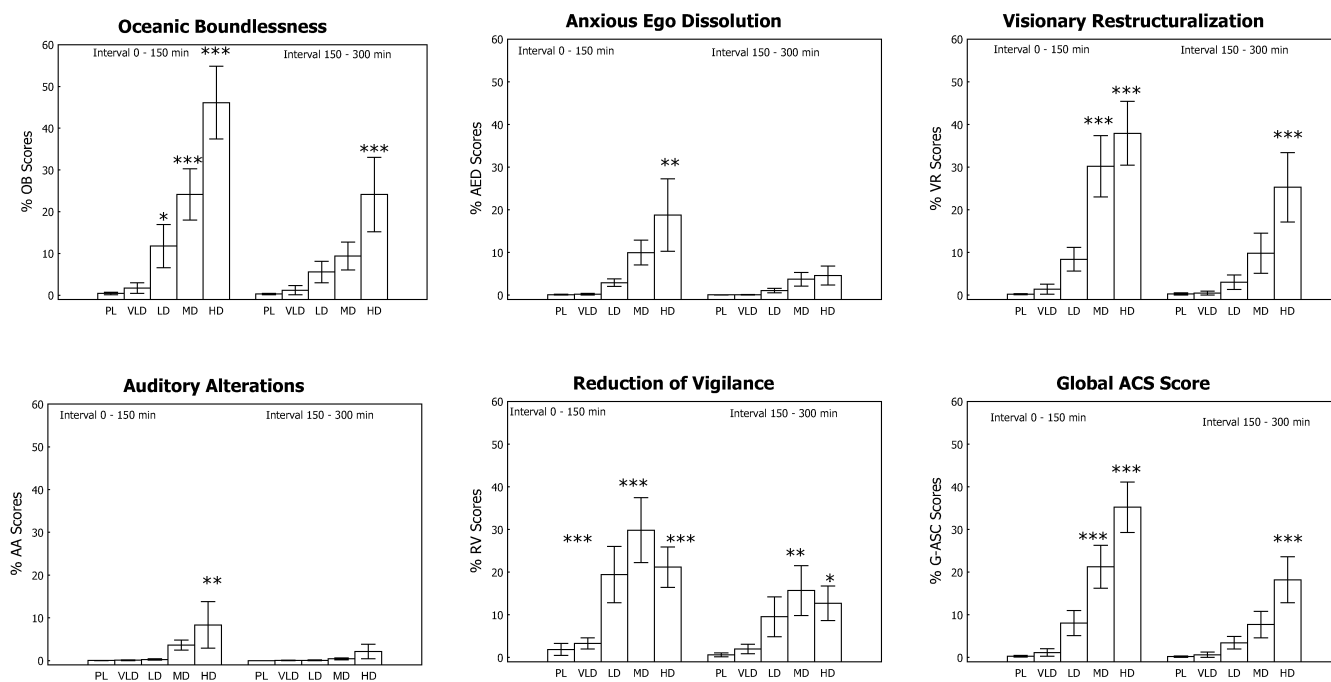 Oceanic Boundlessness
Interval 0 - 150 min
Interval 150 - 300 min
% OB Scores
60
50
40
30
20
10
0
*
***
***
***
PL VLD LD MD HD
PL VLD LD MD HD
Anxious Ego Dissolution
Interval 0 - 150 min
Interval 150 - 300 min
% AED Scores
60
50
40
30
20
10
0
**
PL VLD LD MD HD
PL VLD LD MD HD
Visionary Restructuralization
Interval 0 - 150 min
Interval 150 - 300 min
% VR Scores
60
50
40
30
20
10
0
***
***
***
PL VLD LD MD HD
PL VLD LD MD HD
Auditory Alterations
Interval 0 - 150 min
Interval 150 - 300 min
% AA Scores
60
50
40
30
20
10
0
**
PL VLD LD MD HD
PL VLD LD MD HD
Reduction of Vigilance
Interval 0 - 150 min
Interval 150 - 300 min
% RV Scores
60
50
40
30
20
10
0
***
***
***
**
*
PL VLD LD MD HD
PL VLD LD MD HD
Global ACS Score
Interval 0 - 150 min
Interval 150 - 300 min
% G-ASC Scores
60
50
40
30
20
10
0
***
***
***
PL VLD LD MD HD
PL VLD LD MD HD